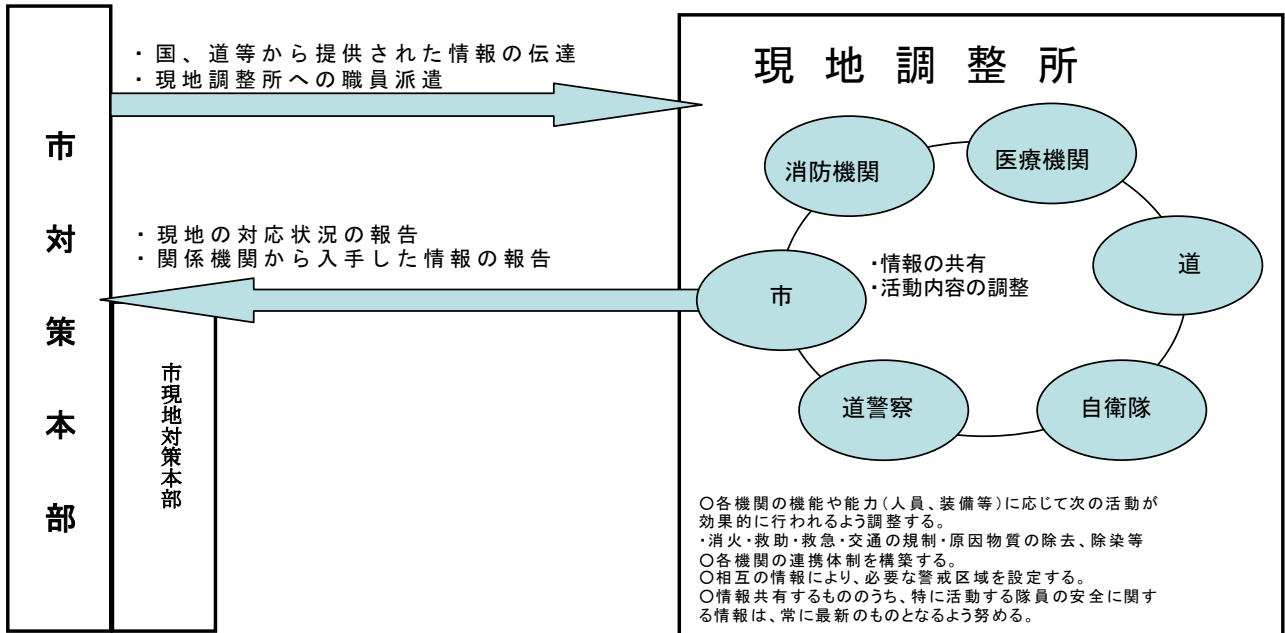 市対策本部
市現地対策本部
・国、道等から提供された情報の伝達
・現地調整所への職員派遣
・現地の対応状況の報告
・関係機関から入手した情報の報告
現地調整所
消防機関
医療機関
道
自衛隊
道警察
市
・情報の共有
・活動内容の調整
○各機関の機能や能力(人員、装備等)に応じて次の活動が
効果的に行われるよう調整する。
・消火・救助・救急・交通の規制・原因物質の除去、除染等
○各機関の連携体制を構築する。
○相互の情報により、必要な警戒区域を設定する。
○情報共有するもののうち、特に活動する隊員の安全に関す
る情報は、常に最新のものとなるよう努める。